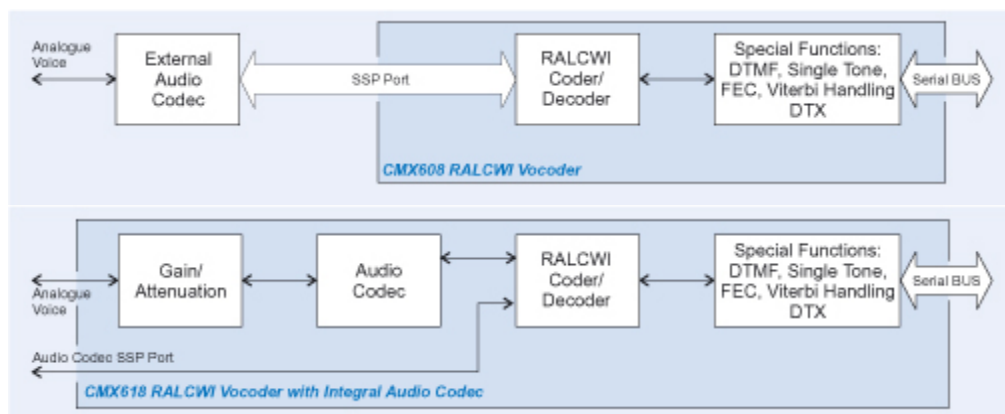 Analogue
Voice
External
Audio
Codec
SSP Port
RALCWI
Coder/
Decoder
Special Functions:
DTMF, Single Tone,
FEC, Viterbi Handling
DTX
Serial BUS
CMX608 RALCWI Vocoder
Analogue
Voice
Gain/
Attenuation
Audio
Codec
RALCWI
Coder/
Decoder
Special Functions:
DTMF, Single Tone,
FEC, Viterbi Handling
DTX
Serial BUS
Audio Codec SSP Port
CMX618 RALCWI Vocoder with Integral Audio Codec